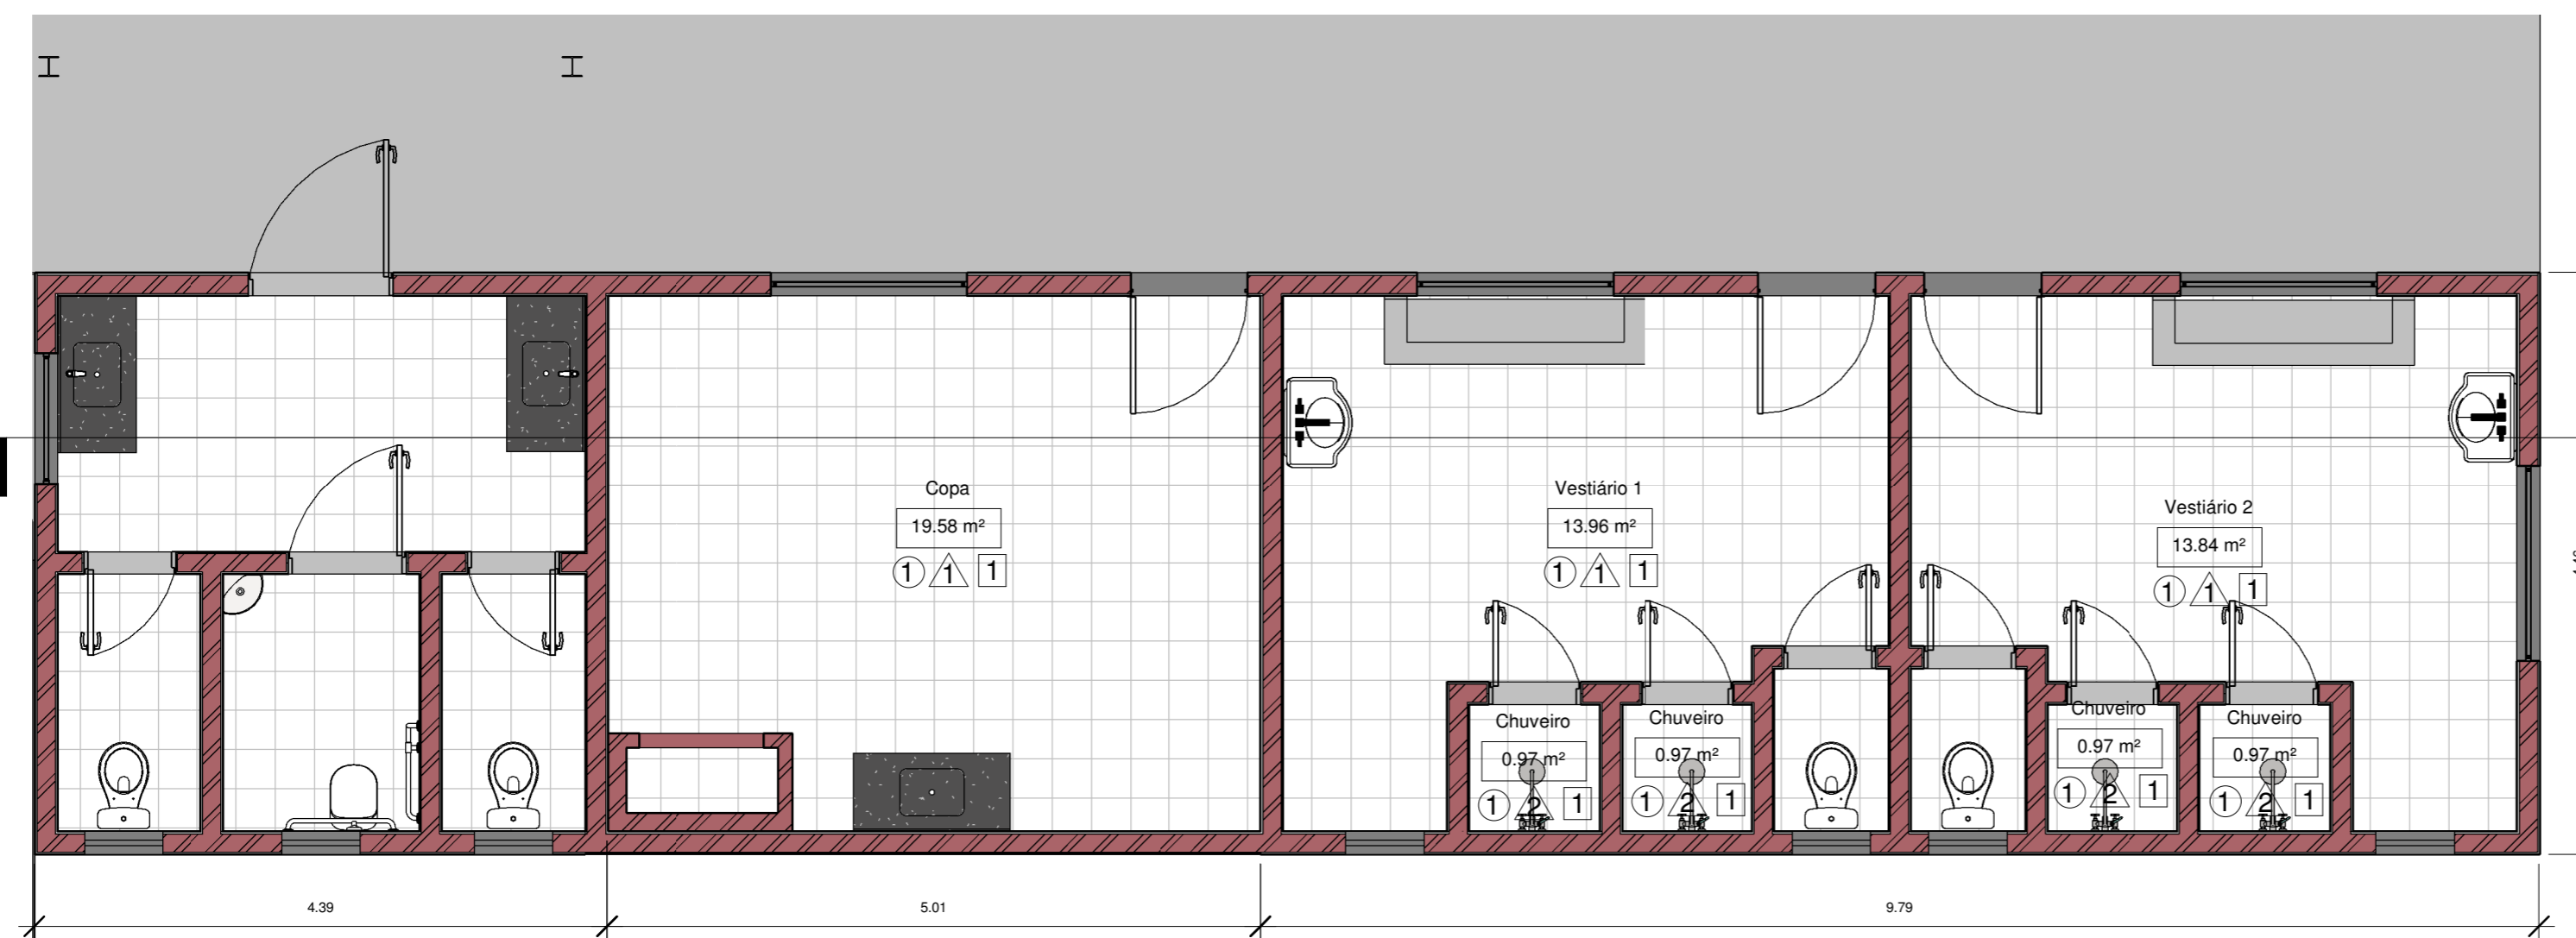 Copa
19.58 m²
1 1 1
Vestiário 1
13.96 m²
1 1 1
Vestiário 2
13.84 m²
1 1 1
Chuveiro
0.97 m²
1 2 1
Chuveiro
0.97 m²
1 2 1
Chuveiro
0.97 m²
1 2 1
Chuveiro
0.97 m²
1 2 1
4.39
5.01
9.79